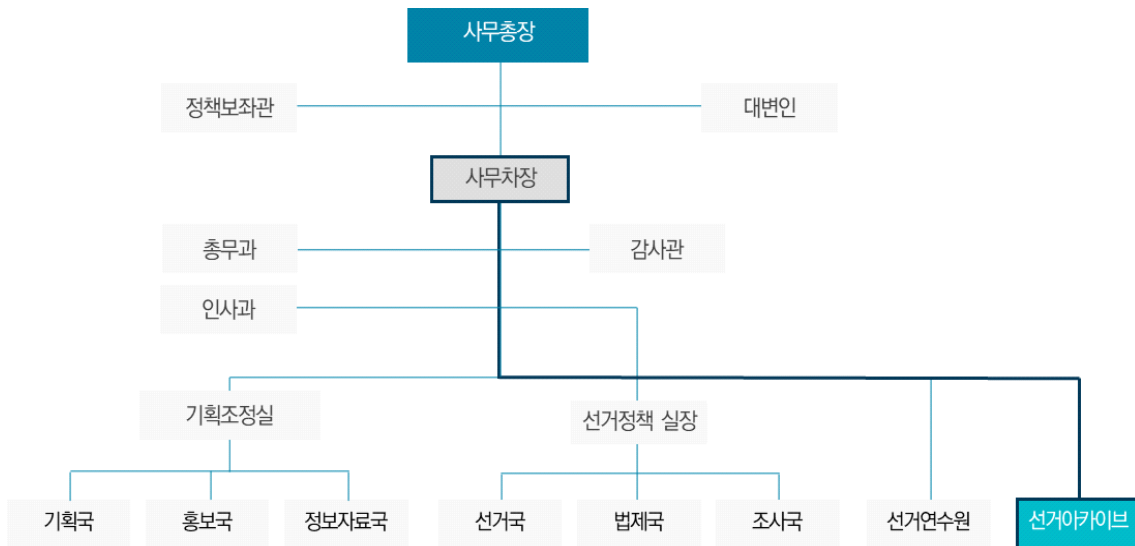 사무총장
정책보좌관
대변인
사무차장
총무과
감사관
인사과
기획조정실
선거정책 실장
기획국
홍보국
정보자료국
선거국
법제국
조사국
선거연수원
선거아카이브